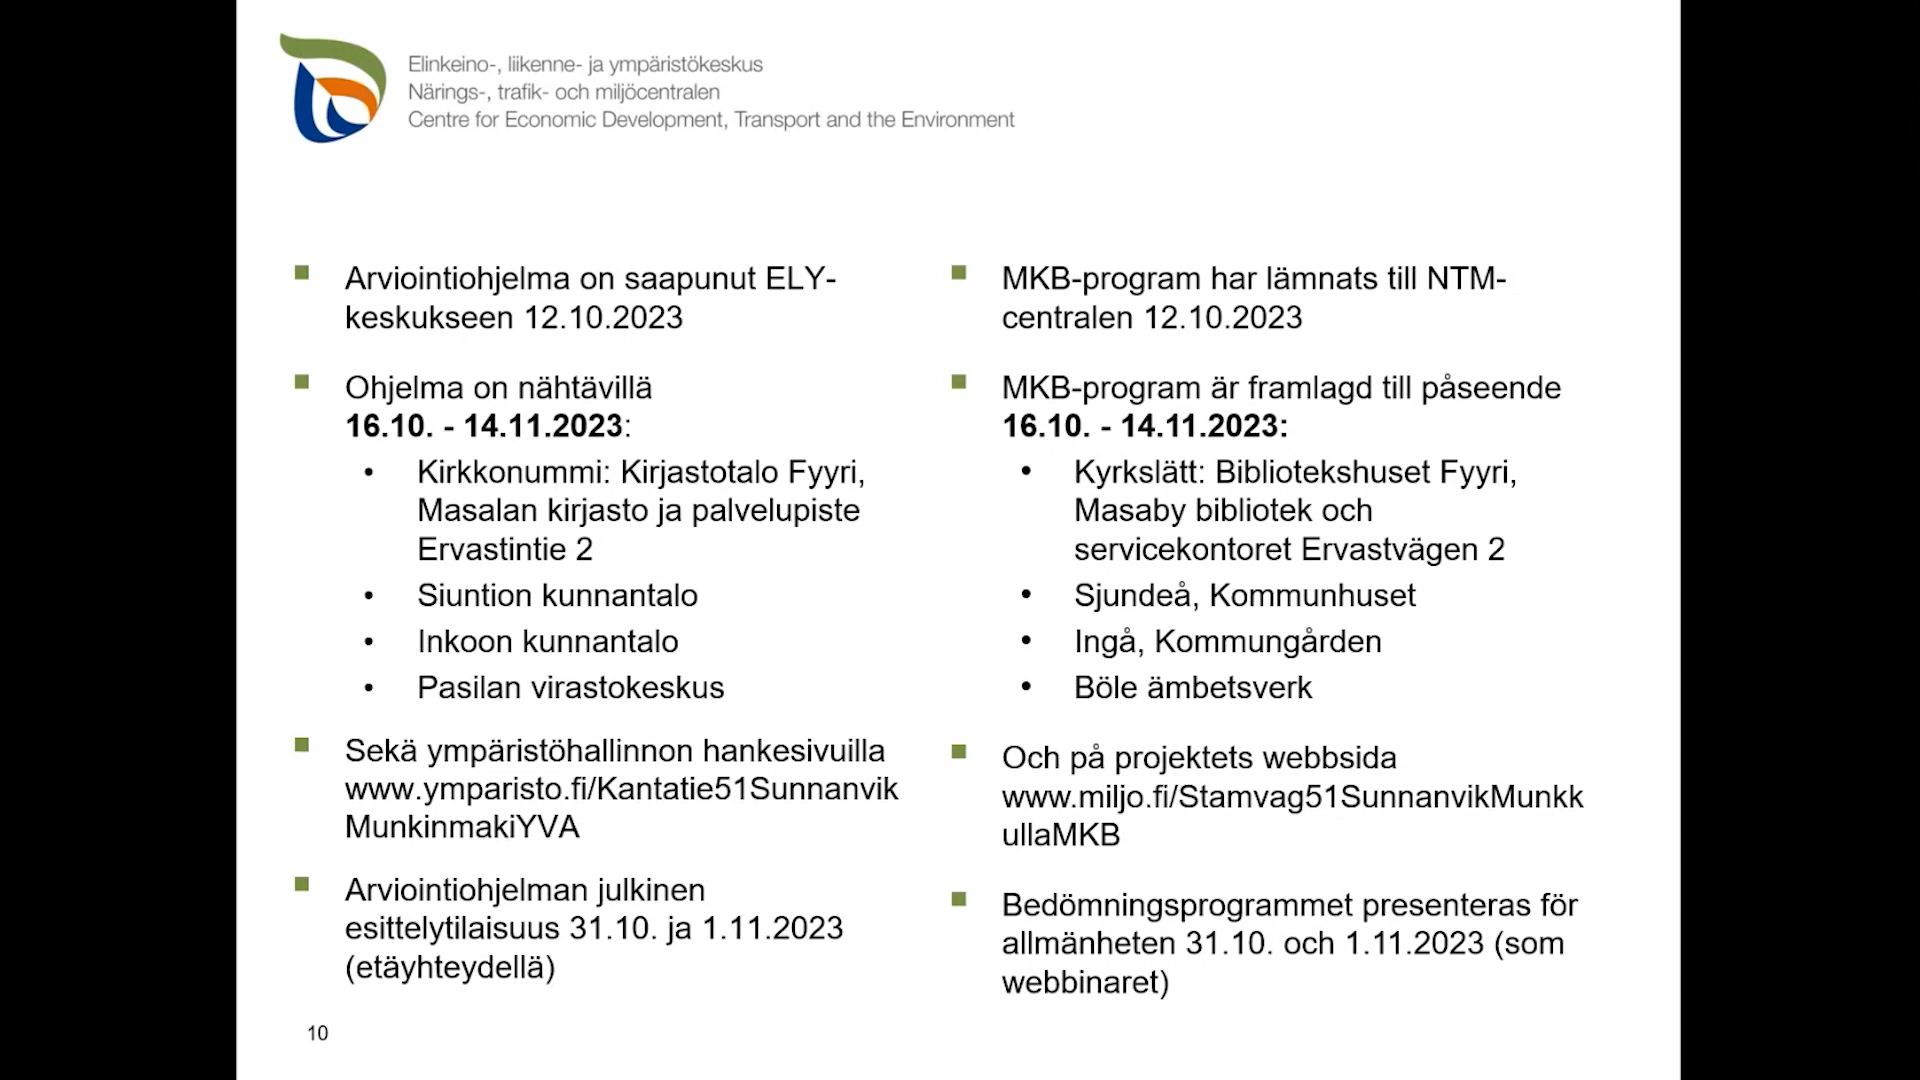 Elinkeino-, liikenne- ja ympäristökeskus
Närings-, trafik- och miljöcentralen
Centre for Economic Development, Transport and the Environment
Arviointiohjelma on saapunut ELY-
keskukseen 12.10.2023
Ohjelma on nähtävillä
16.10. - 14.11.2023:
Kirkkonummi: Kirjastotalo Fyyri,
Masalan kirjasto ja palvelupiste
Ervastintie 2
Siuntion kunnantalo
Inkoon kunnantalo
Pasilan virastokeskus
Sekä ympäristöhallinnon hankesivuilla
www.ymparisto.fi/Kantatie51Sunnanvik
MunkinmakiYVA
Arviointiohjelman julkinen
esittelytilaisuus 31.10. ja 1.11.2023
(etäyhteydellä)
MKB-program har lämnats till NTM-
centralen 12.10.2023
MKB-program är framlagd till påseende
16.10. - 14.11.2023:
Kyrkslätt: Bibliotekshuset Fyyri,
Masaby bibliotek och
servicekontoret Ervastvägen 2
Sjundeå, Kommunhuset
Ingå, Kommungården
Böle ämbetsverk
Och på projektets webbsida
www.miljo.fi/Stamvag51SunnanvikMunkk
ullaMKB
Bedömningsprogrammet presenteras för
allmänheten 31.10. och 1.11.2023 (som
webbinaret)
10